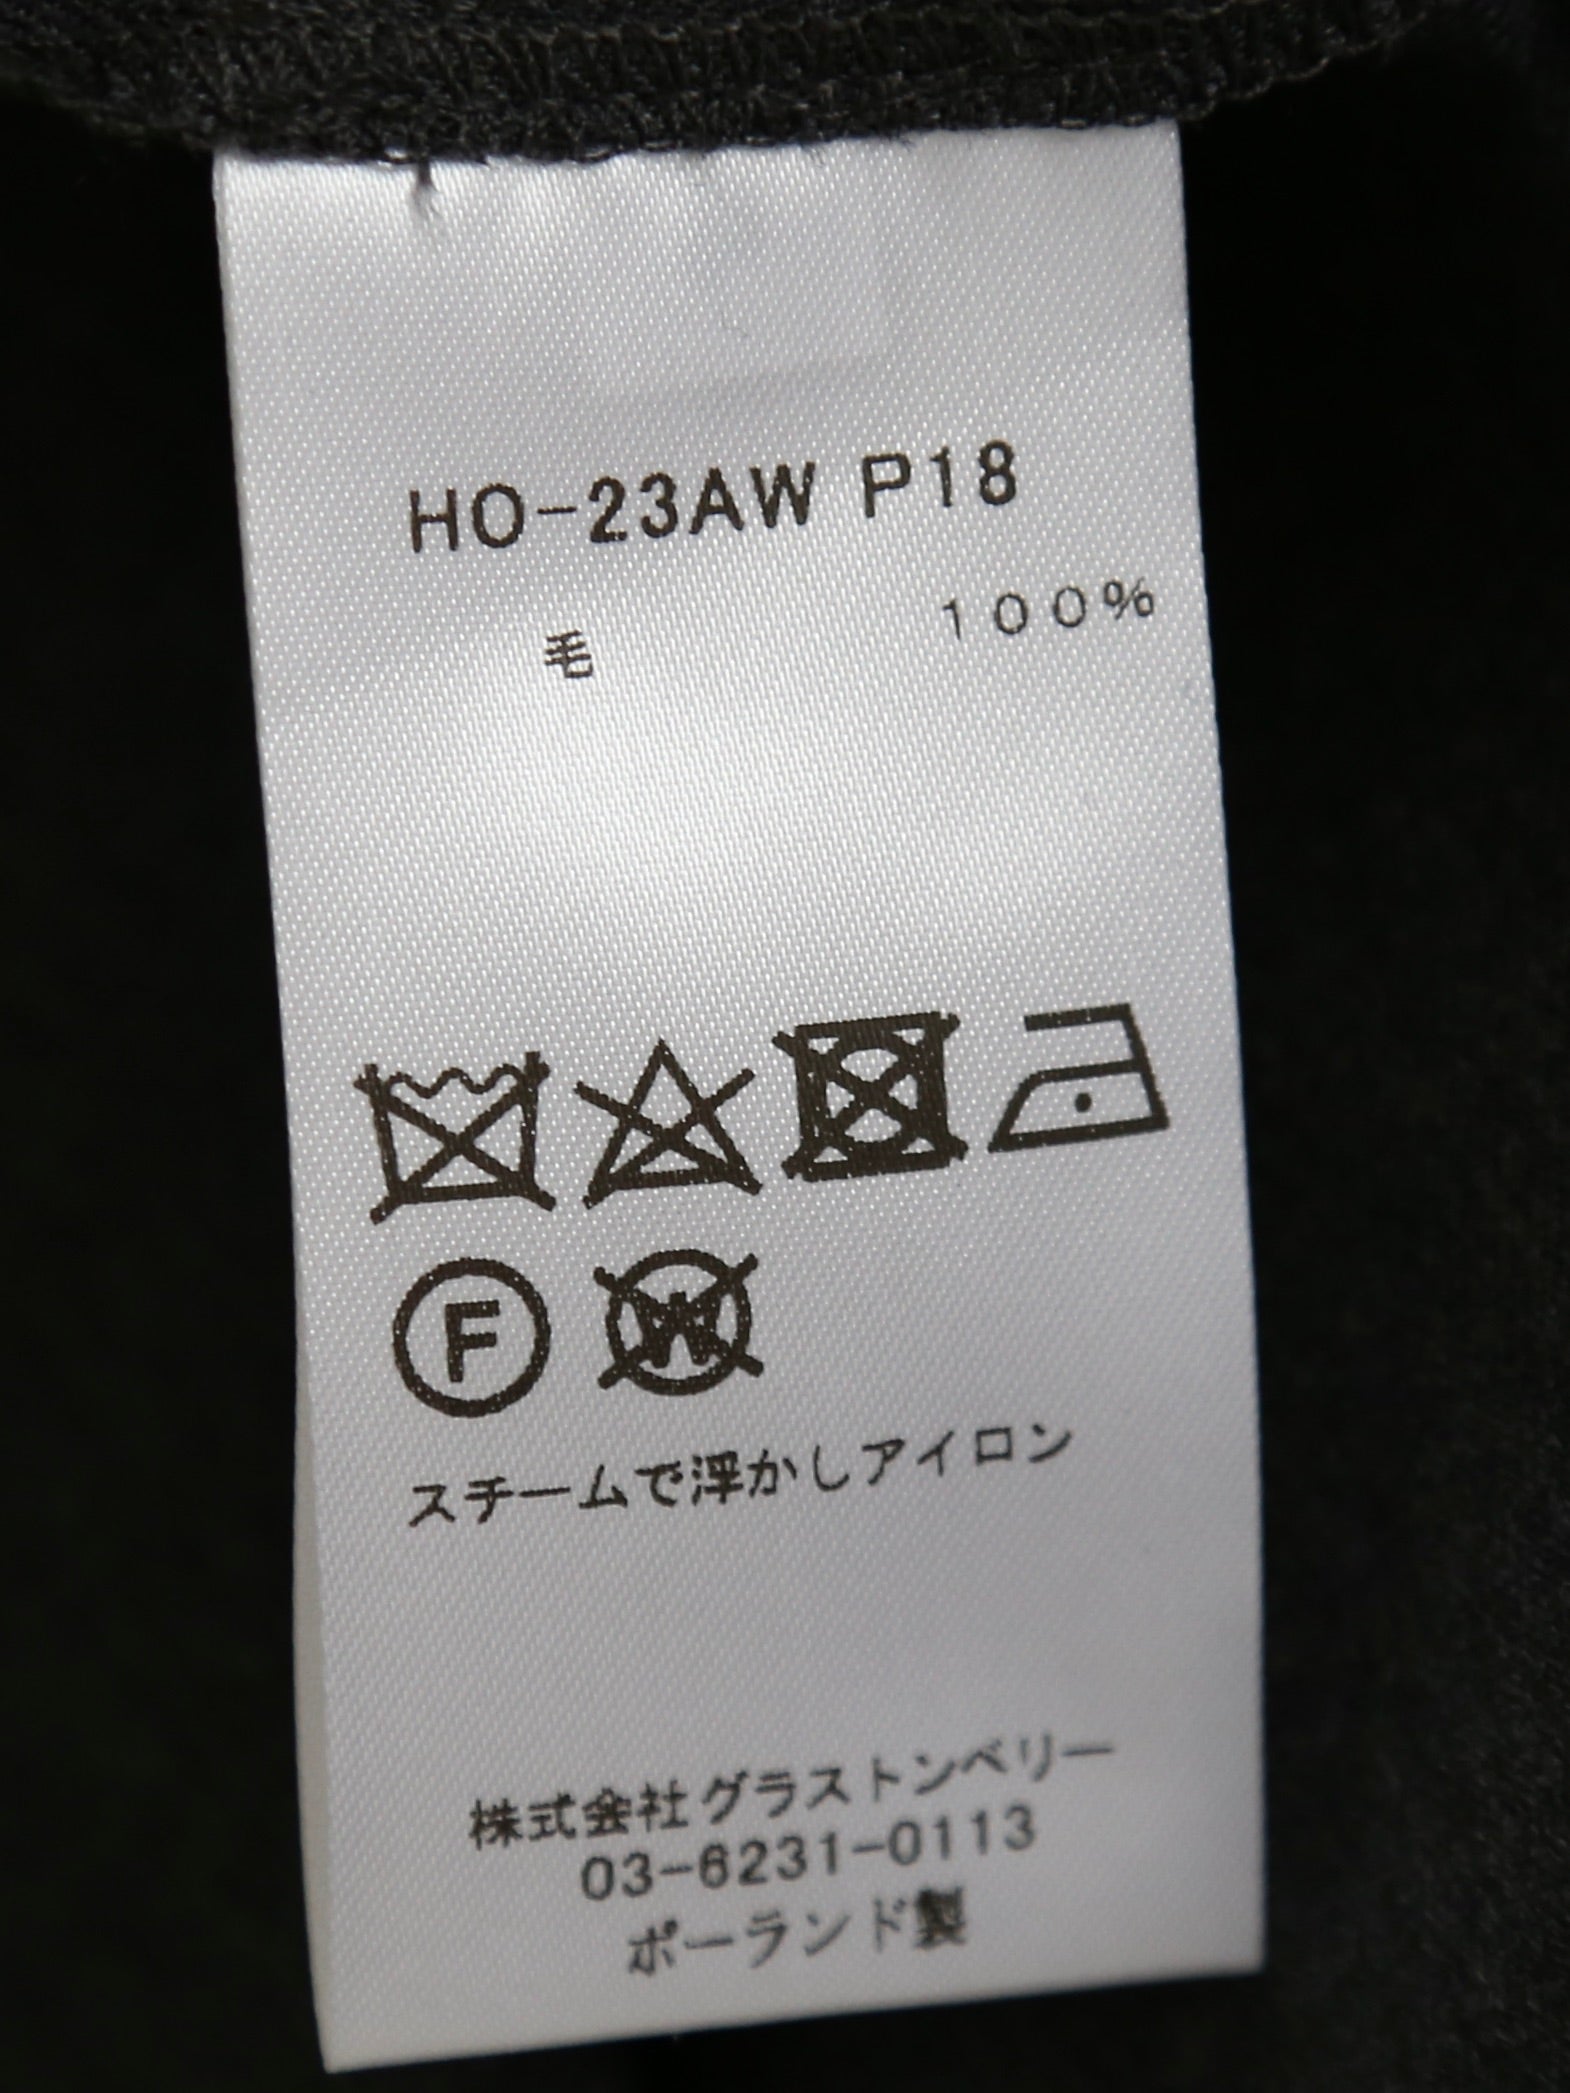 HO-23AW P18
毛 100%
F
W
スチームで浮かしアイロン
株式会社グラストンベリー
03-6231-0113
ポーランド製